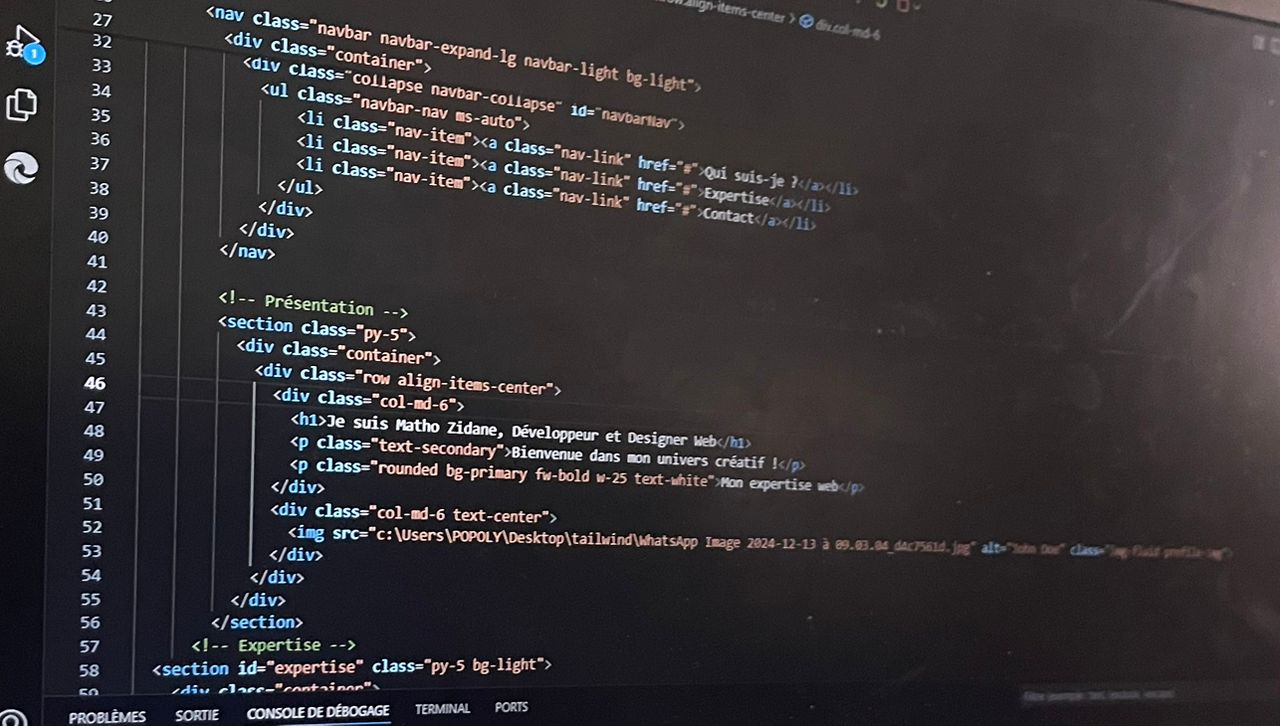 align-items-center > div.col-md-6
27 <nav class="navbar navbar-expand-lg navbar-light bg-light">
32 <div class="container">
33 <div class="collapse navbar-collapse" id="navbarNav">
34 <ul class="navbar-nav ms-auto">
35 <li class="nav-item"><a class="nav-link" href="#">Qui suis-je ?</a></li>
36 <li class="nav-item"><a class="nav-link" href="#">Expertise</a></li>
37 <li class="nav-item"><a class="nav-link" href="#">Contact</a></li>
38 </ul>
39 </div>
40 </div>
41 </nav>
42
43 <!-- Présentation -->
44 <section class="py-5">
45 <div class="container">
46 <div class="row align-items-center">
47 <div class="col-md-6">
48 <h1>Je suis Matho Zidane, Développeur et Designer Web</h1>
49 <p class="text-secondary">Bienvenue dans mon univers créatif !</p>
50 <p class="rounded bg-primary fw-bold w-25 text-white">Mon expertise web</p>
51 </div>
52 <div class="col-md-6 text-center">
53 <img src="c:\Users\POPOLY\Desktop\tailwind\WhatsApp Image 2024-12-13 à 09.03.04_d4c7561d.jpg" alt="John Doe" class="img-fluid profile-img">
54 </div>
55 </div>
56 </div>
57 </section>
58 <!-- Expertise -->
<section id="expertise" class="py-5 bg-light">
59 <div class="container">
1
PROBLÈMES SORTIE CONSOLE DE DÉBOGAGE TERMINAL PORTS